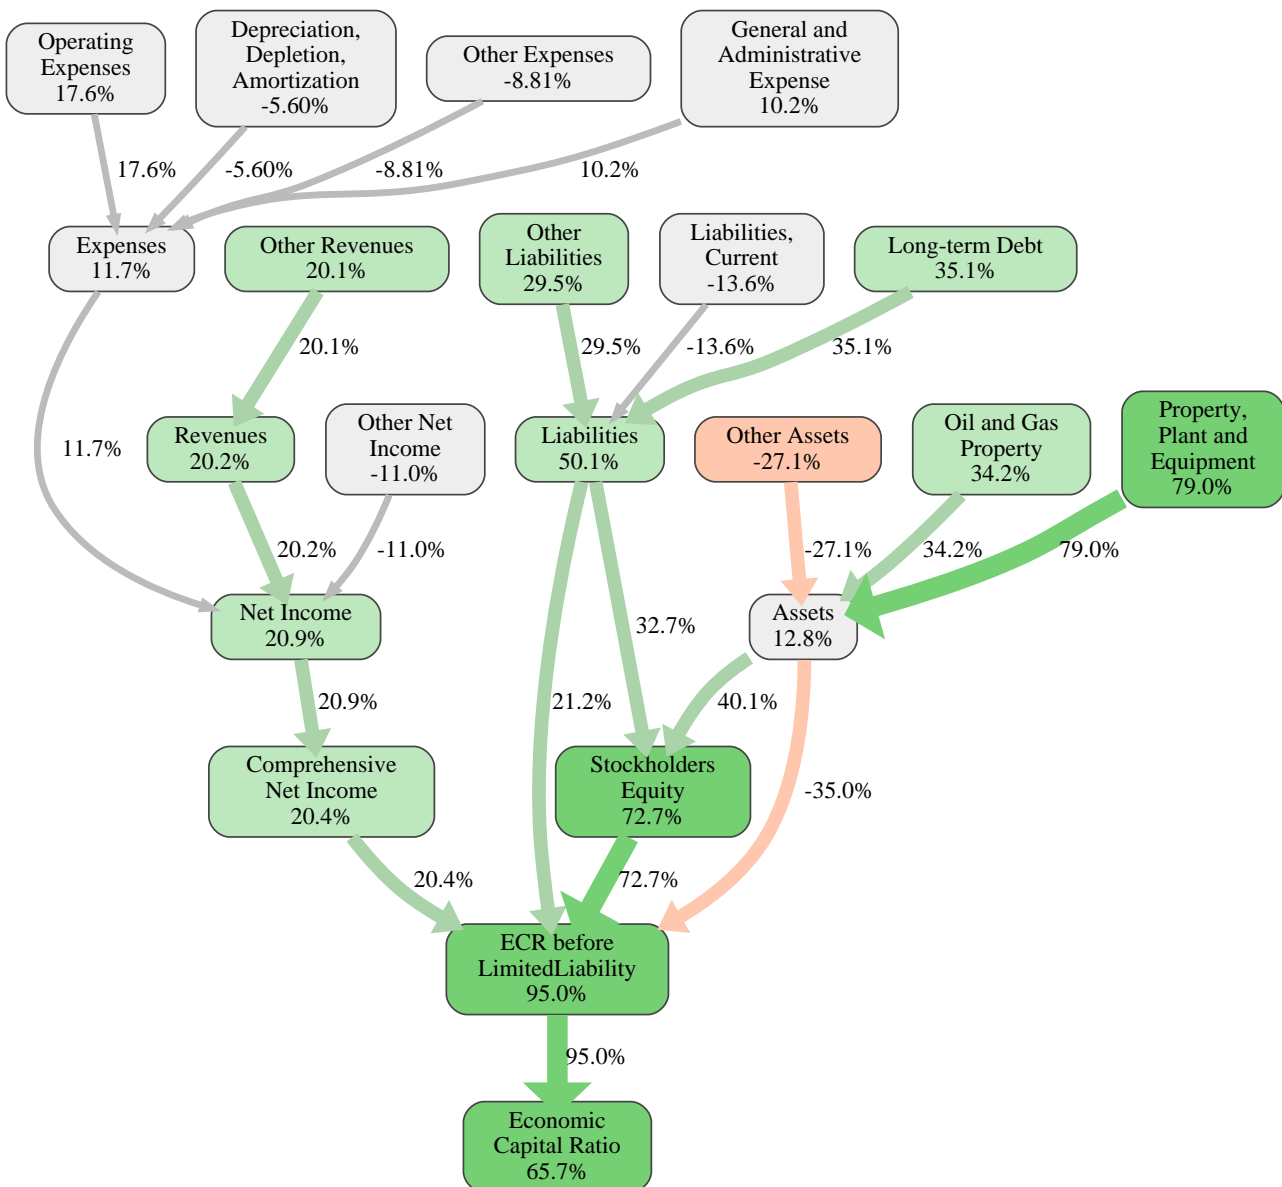 Operating
Expenses
17.6%
Depreciation,
Depletion,
Amortization
-5.60%
Other Expenses
-8.81%
General and
Administrative
Expense
10.2%
17.6%
-5.60%
-8.81%
10.2%
Expenses
11.7%
Other Revenues
20.1%
Other
Liabilities
29.5%
Liabilities,
Current
-13.6%
Long-term Debt
35.1%
20.1%
29.5%
-13.6%
35.1%
11.7%
Revenues
20.2%
Other Net
Income
-11.0%
Liabilities
50.1%
Other Assets
-27.1%
Oil and Gas
Property
34.2%
Property,
Plant and
Equipment
79.0%
20.2%
-11.0%
-27.1%
34.2%
79.0%
Net Income
20.9%
32.7%
Assets
12.8%
20.9%
21.2%
40.1%
Comprehensive
Net Income
20.4%
Stockholders
Equity
72.7%
-35.0%
20.4%
72.7%
ECR before
LimitedLiability
95.0%
95.0%
Economic
Capital Ratio
65.7%